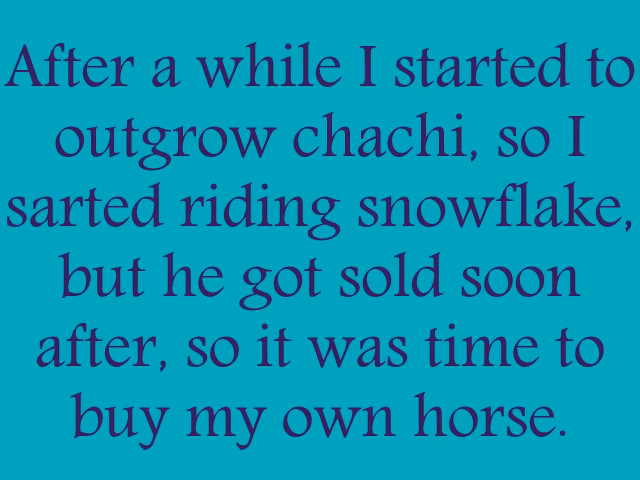 After a while I started to
outgrow chachi, so I
sarted riding snowflake,
but he got sold soon
after, so it was time to
buy my own horse.